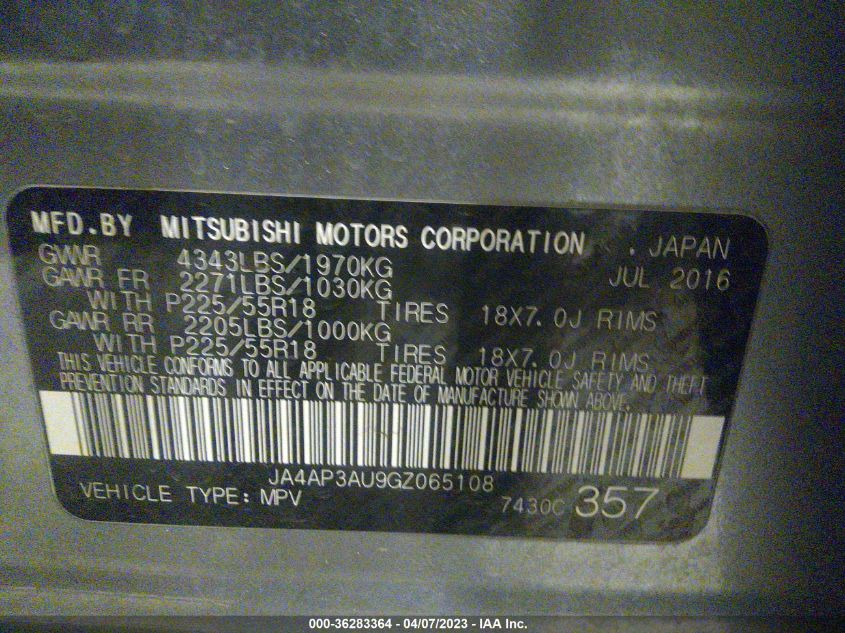 MFD.BY MITSUBISHI MOTORS CORPORATION . JAPAN
GVWR 4343LBS/1970KG JUL 2016
GAWR FR 2271LBS/1030KG
WITH P225/55R18 TIRES 18X7.0J RIMS
GAWR RR 2205LBS/1000KG
WITH P225/55R18 TIRES 18X7.0J RIMS
THIS VEHICLE CONFORMS TO ALL APPLICABLE FEDERAL MOTOR VEHICLE SAFETY AND THEFT
PREVENTION STANDARDS IN EFFECT ON THE DATE OF MANUFACTURE SHOWN ABOVE.
JA4AP3AU9GZ065108
VEHICLE TYPE: MPV 7430C 357
000-36283364 - 04/07/2023 - IAA Inc.